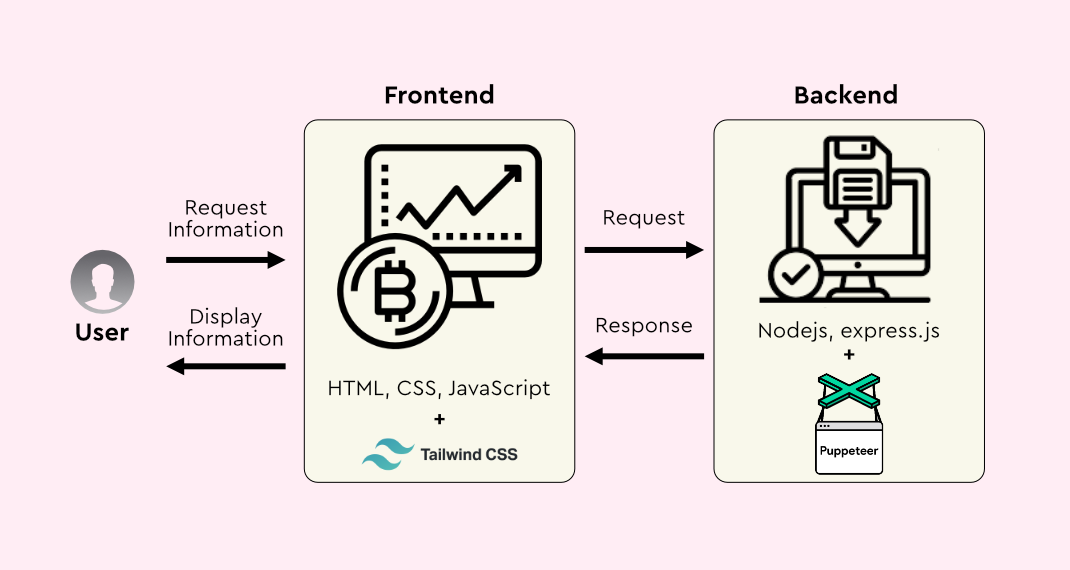 Frontend
Backend
Request
Information
User
Display
Information
HTML, CSS, JavaScript
+
Tailwind CSS
Request
Response
Nodejs, express.js
+
Puppeteer